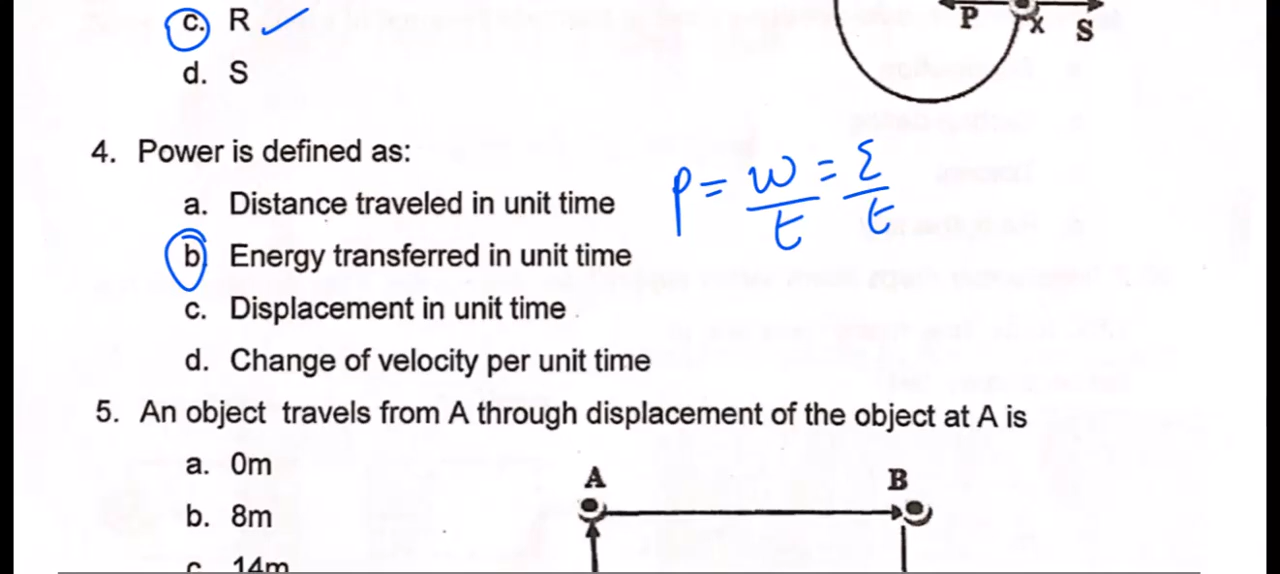 c. R ✓
P x S
d. S
4. Power is defined as:
P = w/t = E/t
a. Distance traveled in unit time
b. Energy transferred in unit time
c. Displacement in unit time
d. Change of velocity per unit time
5. An object travels from A through displacement of the object at A is
a. 0m
A B
b. 8m
c. 14m